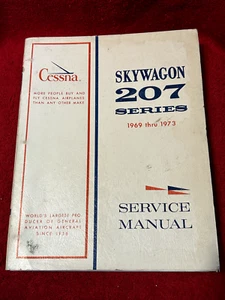 Cessna.
MORE PEOPLE BUY AND
FLY CESSNA AIRPLANES
THAN ANY OTHER MAKE
SKYWAGON
207
SERIES
1969 thru 1973
WORLD'S LARGEST PRO
DUCER OF GENERAL
AVIATION AIRCRAFT
SINCE 1956
SERVICE
MANUAL